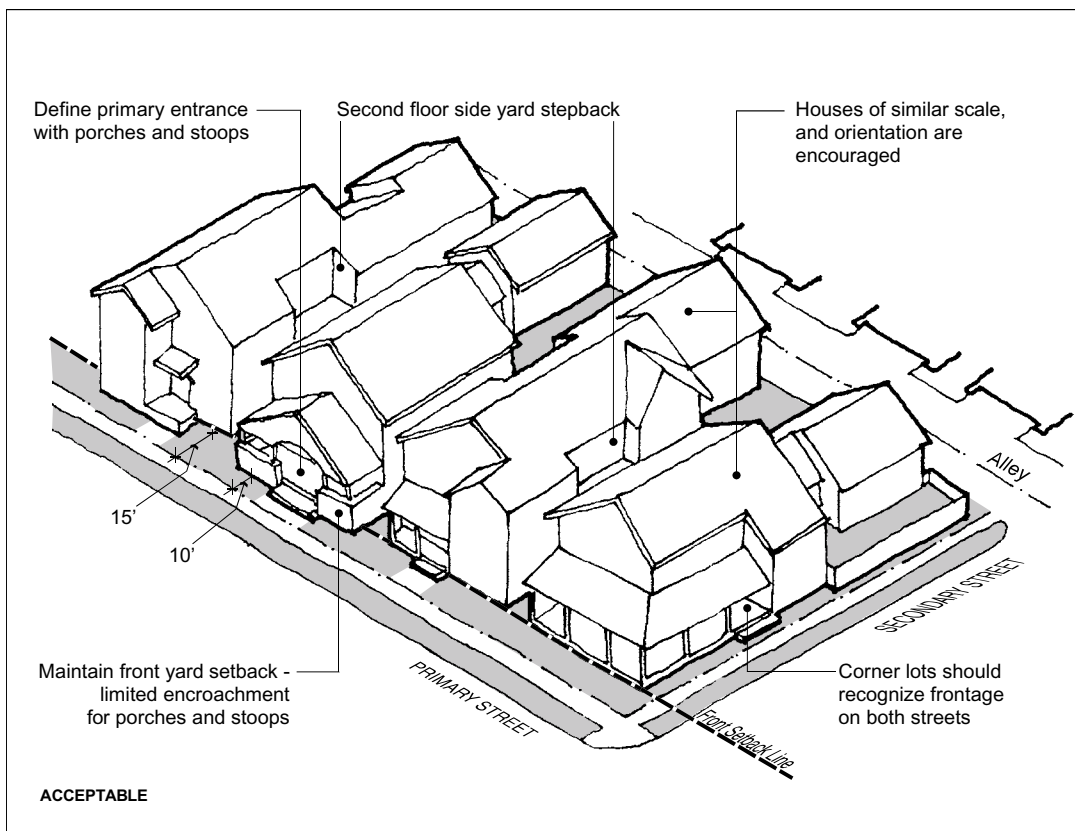 Define primary entrance
with porches and stoops
Second floor side yard stepback
Houses of similar scale,
and orientation are
encouraged
15’
10’
Alley
SECONDARY STREET
PRIMARY STREET
Front Setback Line
Maintain front yard setback -
limited encroachment
for porches and stoops
Corner lots should
recognize frontage
on both streets
ACCEPTABLE